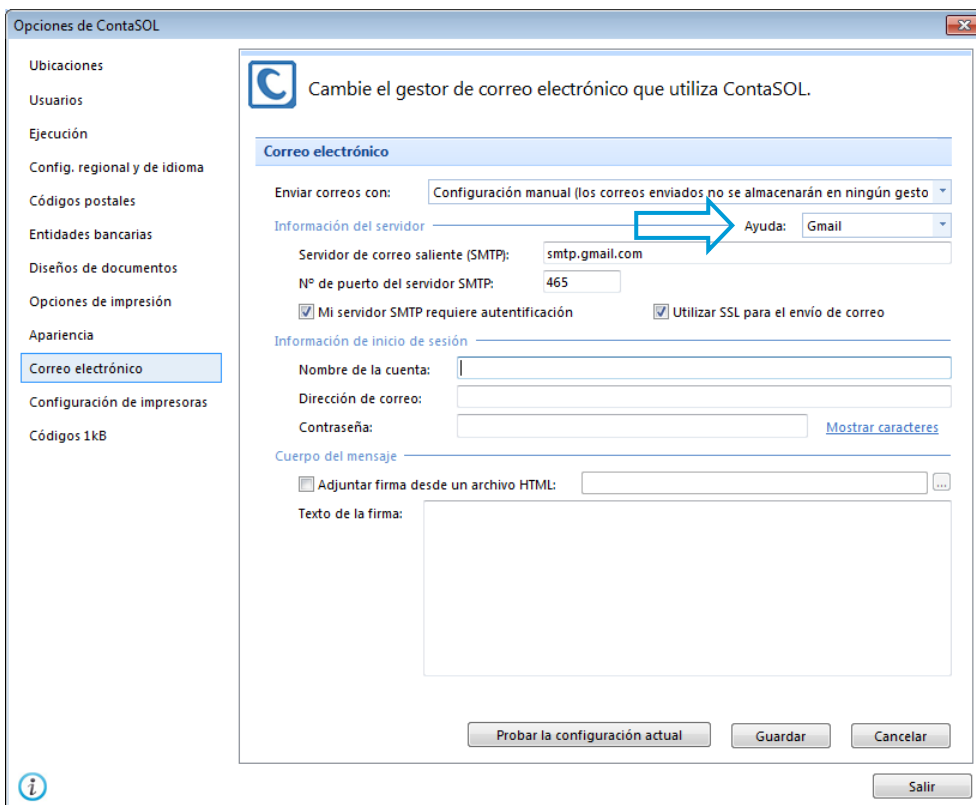 Opciones de ContaSOL
Ubicaciones
Usuarios
Ejecución
Config. regional y de idioma
Códigos postales
Entidades bancarias
Diseños de documentos
Opciones de impresión
Apariencia
Correo electrónico
Configuración de impresoras
Códigos 1kB
Cambie el gestor de correo electrónico que utiliza ContaSOL.
Correo electrónico
Enviar correos con: Configuración manual (los correos enviados no se almacenarán en ningún gesto
Información del servidor Ayuda: Gmail
Servidor de correo saliente (SMTP): smtp.gmail.com
Nº de puerto del servidor SMTP: 465
Mi servidor SMTP requiere autentificación Utilizar SSL para el envío de correo
Información de inicio de sesión
Nombre de la cuenta:
Dirección de correo:
Contraseña: Mostrar caracteres
Cuerpo del mensaje
Adjuntar firma desde un archivo HTML: ...
Texto de la firma:
Probar la configuración actual Guardar Cancelar
Salir